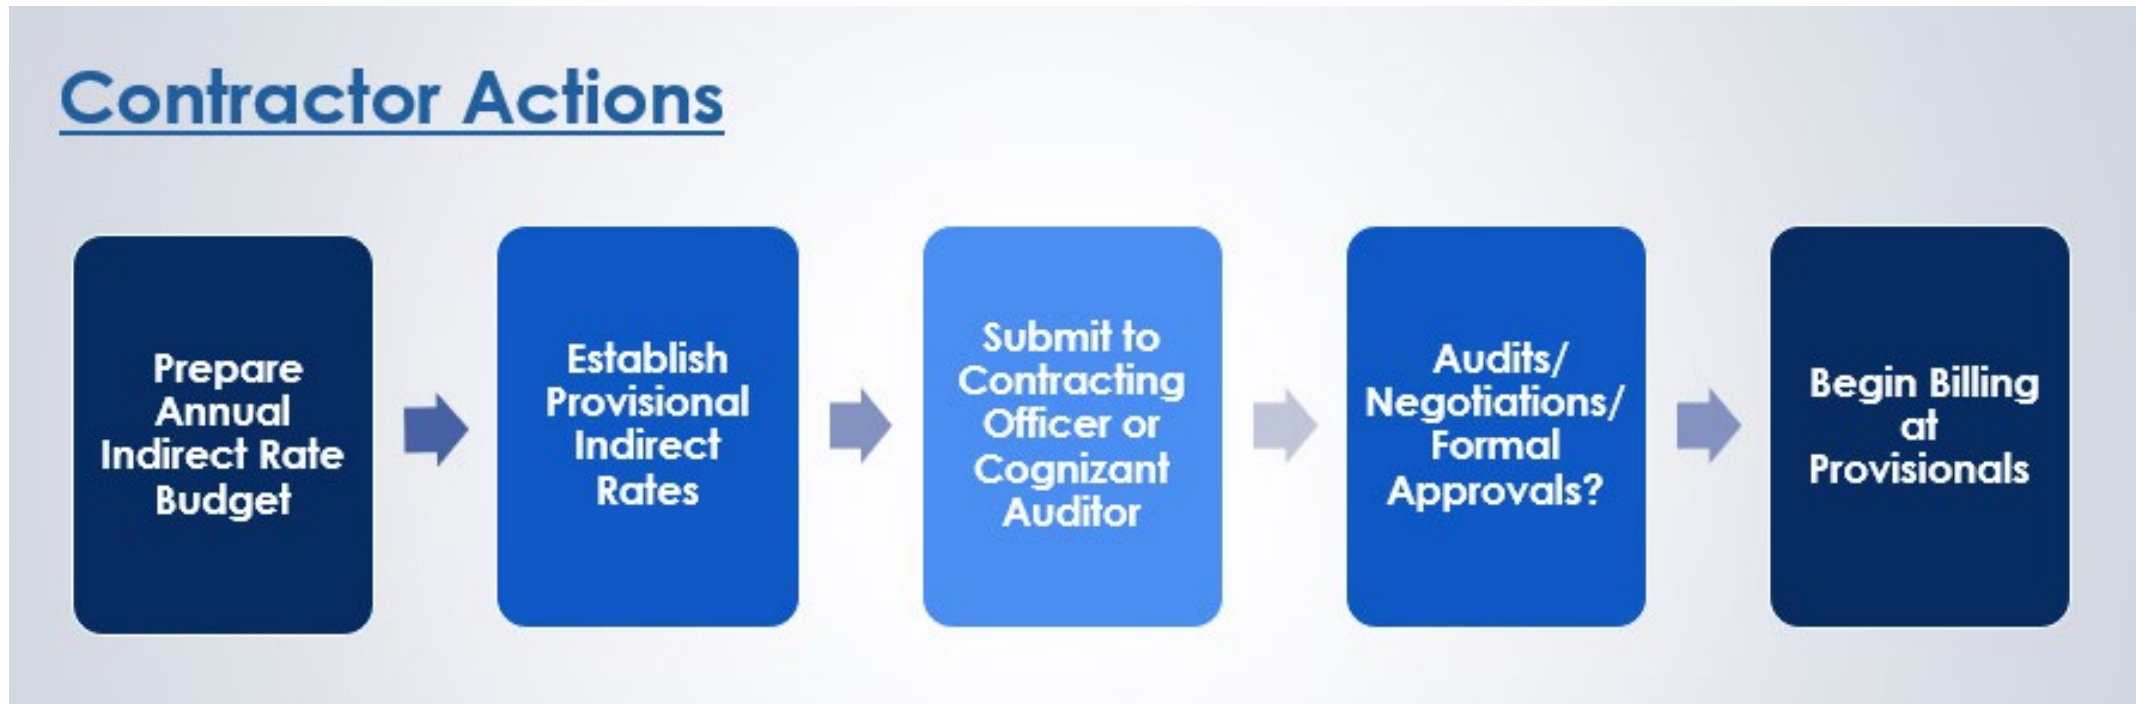 Contractor Actions
Prepare
Annual
Indirect Rate
Budget
Establish
Provisional
Indirect
Rates
Submit to
Contracting
Officer or
Cognizant
Auditor
Audits/
Negotiations/
Formal
Approvals?
Begin Billing
at
Provisionals